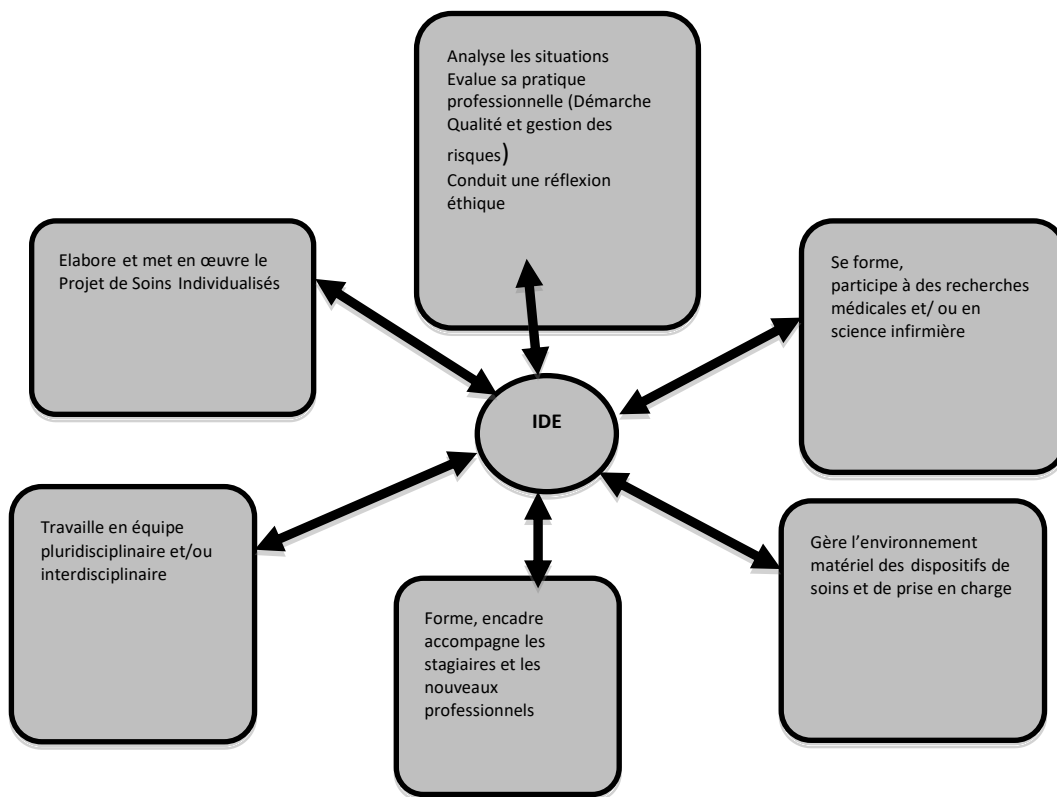 Analyse les situations
Evalue sa pratique
professionnelle (Démarche
Qualité et gestion des
risques)
Conduit une réflexion
éthique
Elabore et met en œuvre le
Projet de Soins Individualisés
Se forme,
participe à des recherches
médicales et/ ou en
science infirmière
IDE
Travaille en équipe
pluridisciplinaire et/ou
interdisciplinaire
Gère l’environnement
matériel des dispositifs de
soins et de prise en charge
Forme, encadre
accompagne les
stagiaires et les
nouveaux
professionnels